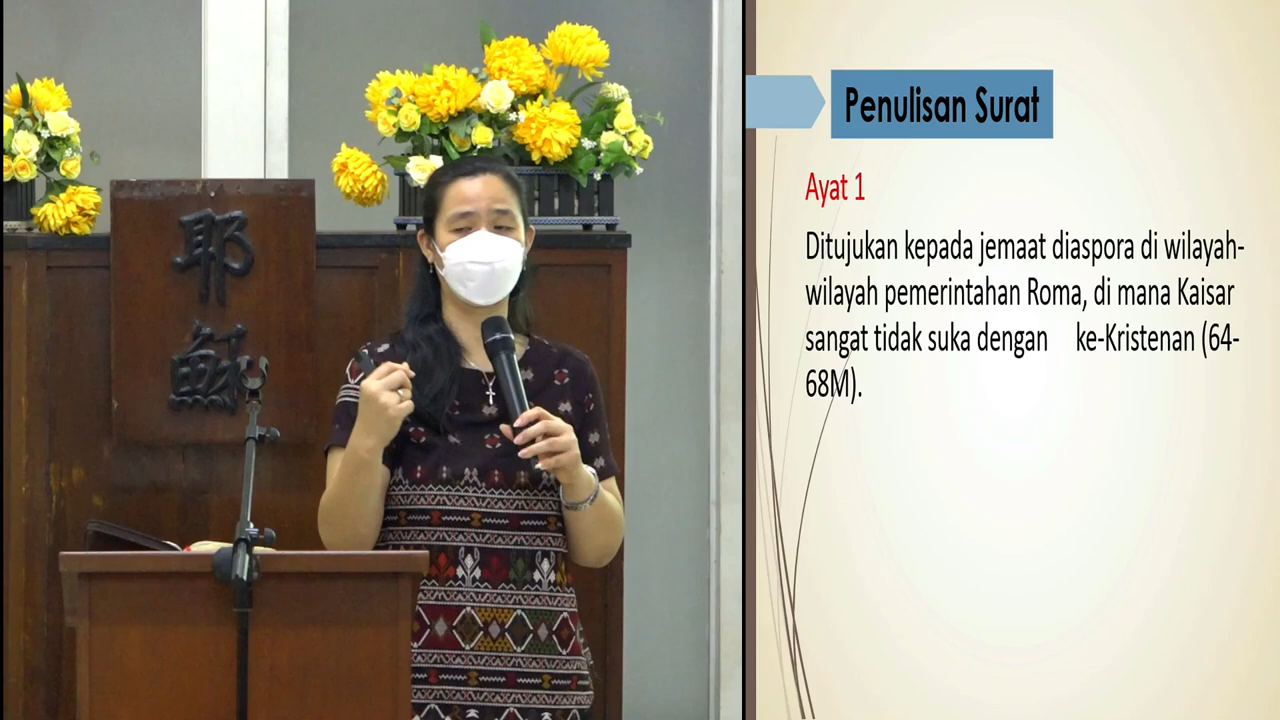 耶
穌
Penulisan Surat
Ayat 1
Ditujukan kepada jemaat diaspora di wilayah-
wilayah pemerintahan Roma, di mana Kaisar
sangat tidak suka dengan ke-Kristenan (64-
68M).